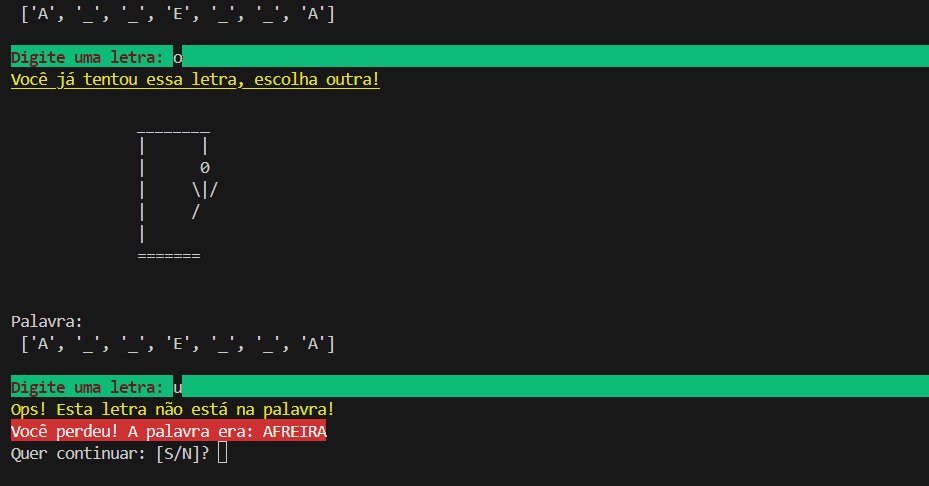 ['A', '_', '_', 'E', '_', '_', 'A']
Digite uma letra: o
Você já tentou essa letra, escolha outra!
________
|      |
|      0
|     \|/
|     /
|
=======
Palavra:
['A', '_', '_', 'E', '_', '_', 'A']
Digite uma letra: u
Ops! Esta letra não está na palavra!
Você perdeu! A palavra era: AFREIRA
Quer continuar: [S/N]?